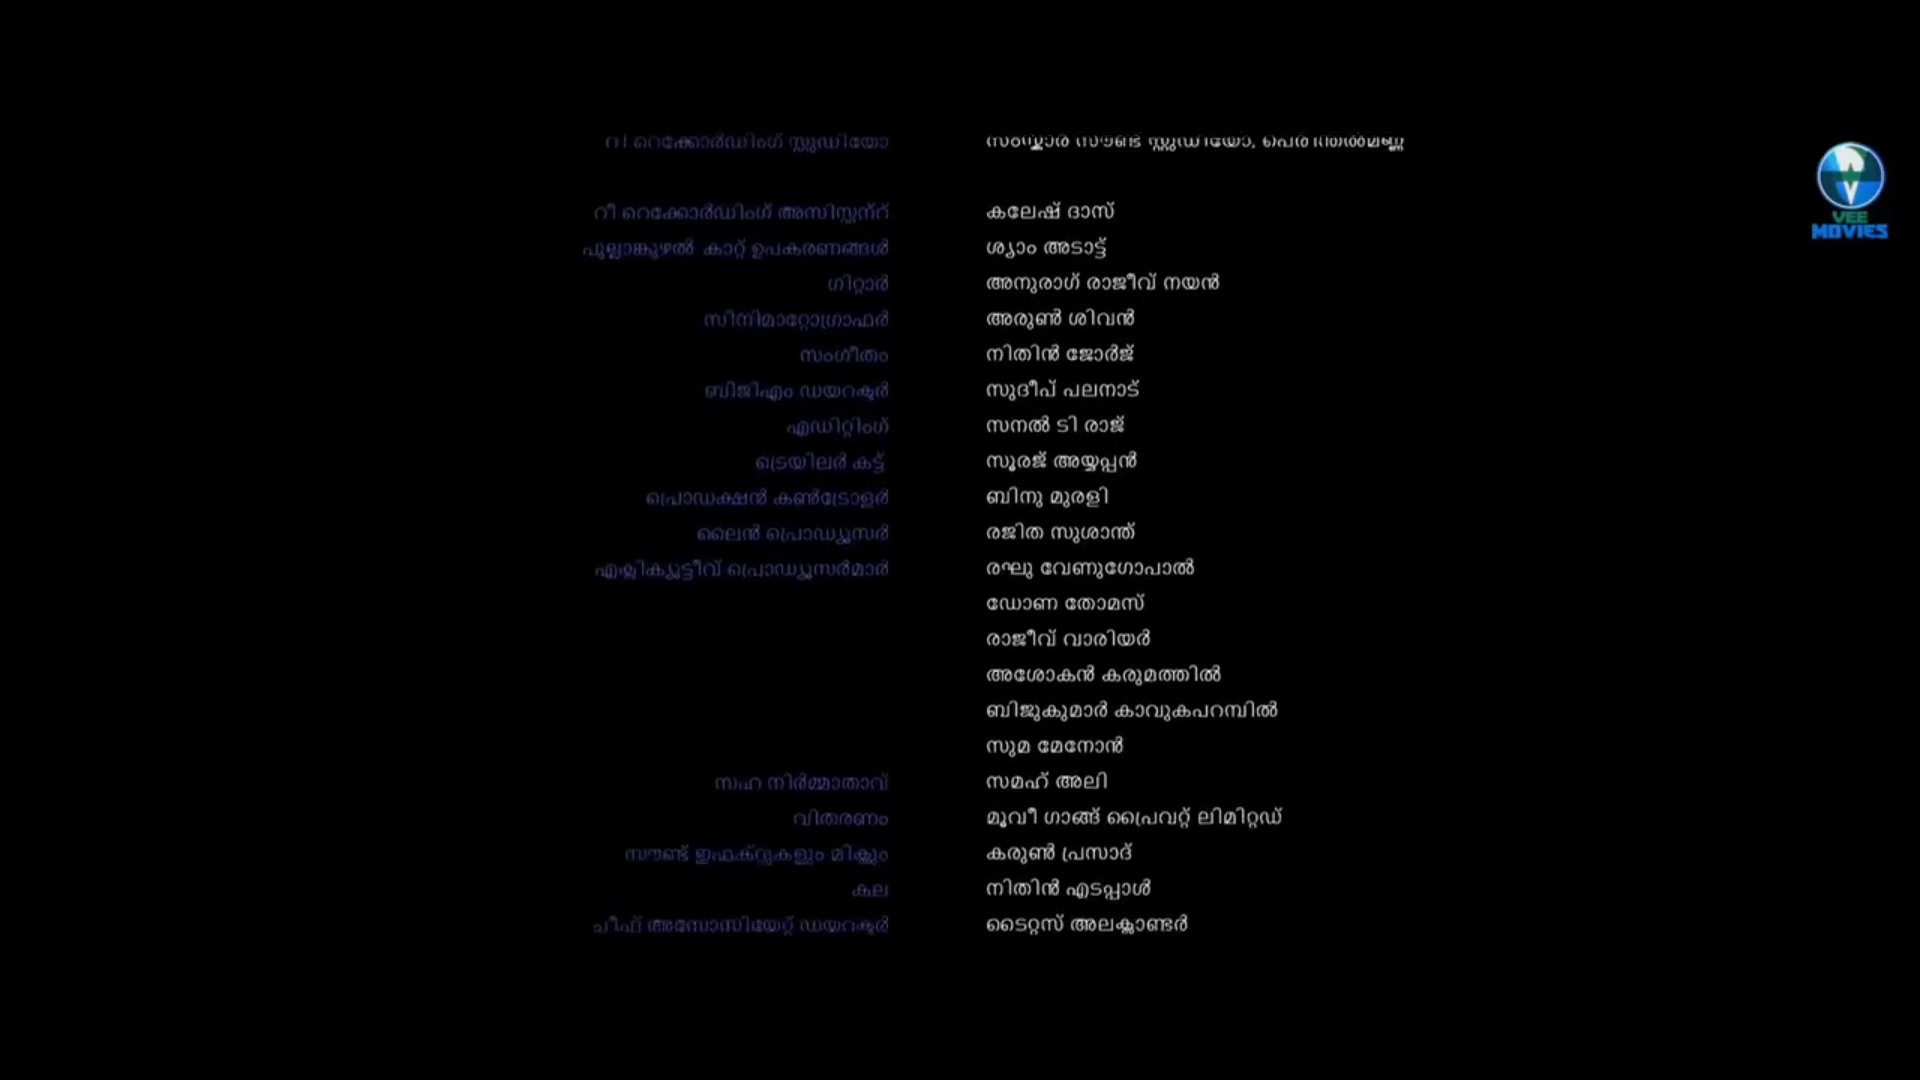 റീ റെക്കോർഡിംഗ് സ്റ്റുഡിയോ സംസ്കാര സൗണ്ട് സ്റ്റുഡിയോ, പെരിന്തൽമണ്ണ
റീ റെക്കോർഡിംഗ് അസിസ്റ്റന്റ് കലേഷ് ദാസ്
പുല്ലാങ്കുഴൽ കാറ്റ് ഉപകരണങ്ങൾ ശ്യാം അടാട്ട്
ഗിറ്റാർ അനുരാഗ് രാജീവ് നയൻ
സിനിമാറ്റോഗ്രാഫർ അരുൺ ശിവൻ
സംഗീതം നിതിൻ ജോർജ്
ബിജിഎം ഡയറക്ടർ സുദീപ് പലനാട്
എഡിറ്റിംഗ് സനൽ ടി രാജ്
ട്രെയിലർ കട്ട് സൂരജ് അയ്യപ്പൻ
പ്രൊഡക്ഷൻ കൺട്രോളർ ബിനു മുരളി
ലൈൻ പ്രൊഡ്യൂസർ രജിത സുശാന്ത്
എക്സിക്യൂട്ടീവ് പ്രൊഡ്യൂസർമാർ രഘു വേണുഗോപാൽ
ഡോണ തോമസ്
രാജീവ് വാരിയർ
അശോകൻ കരുമത്തിൽ
ബിജുകുമാർ കാവുകപറമ്പിൽ
സുമ മേനോൻ
സഹ നിർമ്മാതാവ് സമഹ് അലി
വിതരണം മൂവീ ഗാങ്ങ് പ്രൈവറ്റ് ലിമിറ്റഡ്
സൗണ്ട് ഇഫക്റ്റുകളും മിക്സും കരുൺ പ്രസാദ്
കല നിതിൻ എടപ്പാൾ
ചീഫ് അസോസിയേറ്റ് ഡയറക്ടർ ടൈറ്റസ് അലക്സാണ്ടർ
VEE
MOVIES